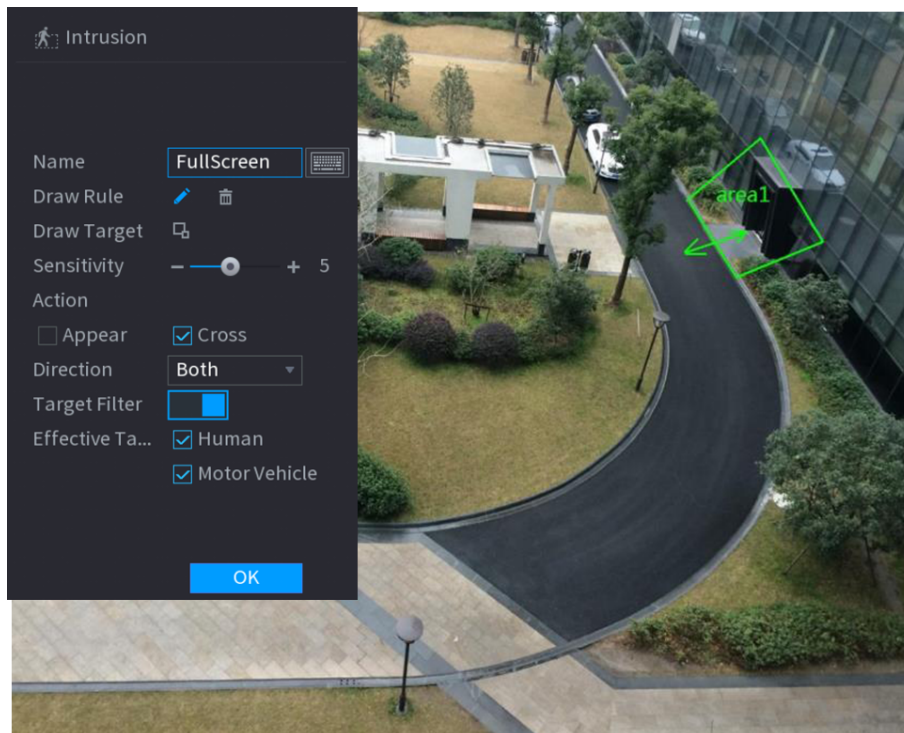 Intrusion
Name FullScreen
Draw Rule
Draw Target
Sensitivity - + 5
Action
Appear Cross
Direction Both
Target Filter
Effective Ta... Human
Motor Vehicle
OK
area1